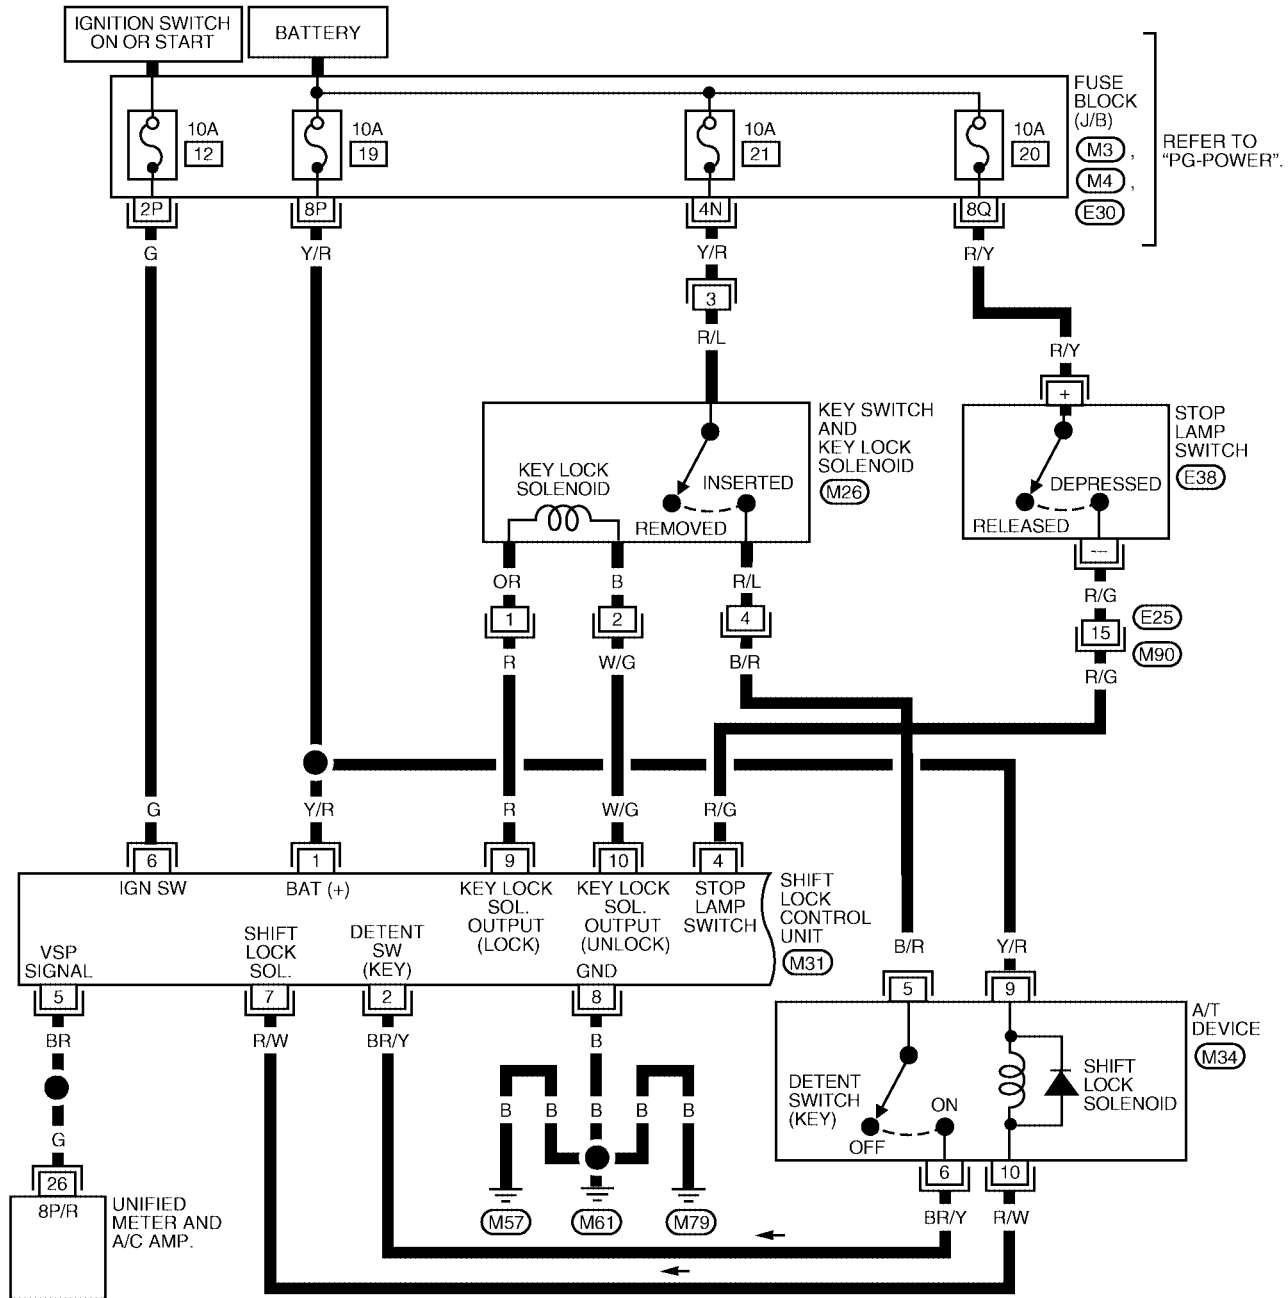 IGNITION SWITCH
ON OR START
BATTERY
FUSE
BLOCK
(J/B)
M3 ,
M4 ,
E30
REFER TO
"PG-POWER".
10A
12
10A
19
10A
21
10A
20
2P
8P
4N
8Q
G
Y/R
Y/R
R/Y
3
R/L
R/Y
+
KEY SWITCH
AND
KEY LOCK
SOLENOID
M26
STOP
LAMP
SWITCH
E38
KEY LOCK
SOLENOID
INSERTED
REMOVED
DEPRESSED
RELEASED
—
OR
B
R/L
R/G
1
2
4
15
E25
M90
R
W/G
B/R
R/G
G
Y/R
R
W/G
R/G
6
1
9
10
4
IGN SW
BAT (+)
KEY LOCK
SOL.
OUTPUT
(LOCK)
KEY LOCK
SOL.
OUTPUT
(UNLOCK)
STOP
LAMP
SWITCH
SHIFT
LOCK
CONTROL
UNIT
M31
VSP
SIGNAL
SHIFT
LOCK
SOL.
DETENT
SW
(KEY)
GND
B/R
Y/R
5
7
2
8
5
9
BR
R/W
BR/Y
B
A/T
DEVICE
M34
DETENT
SWITCH
(KEY)
ON
OFF
SHIFT
LOCK
SOLENOID
B
B
B
B
B
G
6
10
26
8P/R
UNIFIED
METER AND
A/C AMP.
M57
M61
M79
BR/Y
R/W